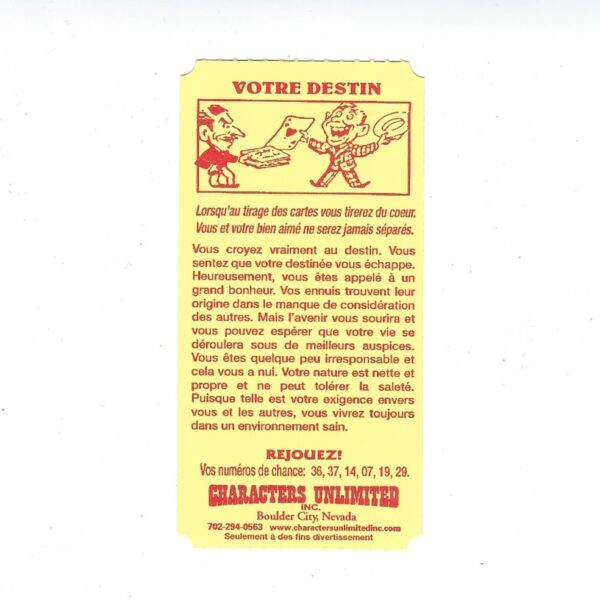 VOTRE DESTIN
Lorsqu'au tirage des cartes vous tirerez du coeur.
Vous et votre bien aimé ne serez jamais séparés.
Vous croyez vraiment au destin. Vous
sentez que votre destinée vous échappe.
Heureusement, vous êtes appelé à un
grand bonheur. Vos ennuis trouvent leur
origine dans le manque de considération
des autres. Mais l'avenir vous sourira et
vous pouvez espérer que votre vie se
déroulera sous de meilleurs auspices.
Vous êtes quelque peu irresponsable et
cela vous a nui. Votre nature est nette et
propre et ne peut tolérer la saleté.
Puisque telle est votre exigence envers
vous et les autres, vous vivrez toujours
dans un environnement sain.
REJOUEZ!
Vos numéros de chance: 36, 37, 14, 07, 19, 29.
CHARACTERS UNLIMITED
INC.
Boulder City, Nevada
702-294-0563 www.charactersunlimitedinc.com
Seulement à des fins divertissement